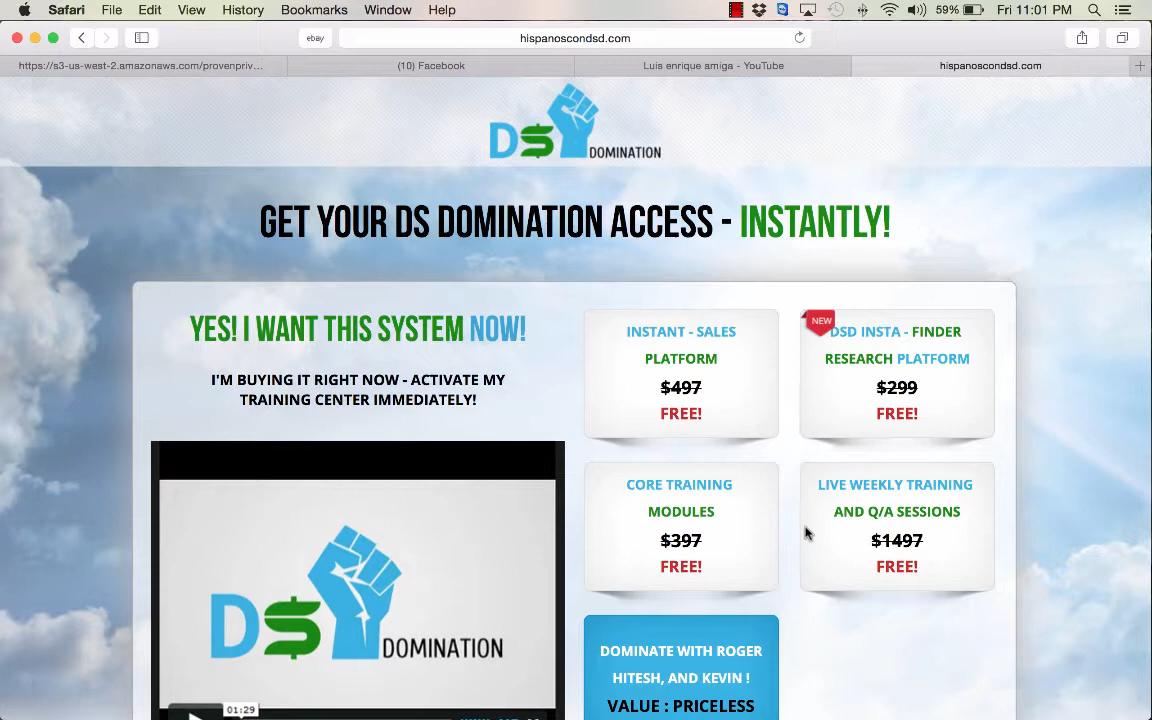 Safari File Edit View History Bookmarks Window Help
59% Fri 11:01 PM
ebay
hispanoscondsd.com
https://s3-us-west-2.amazonaws.com/provenpriv...
(10) Facebook
Luis enrique amiga - YouTube
hispanoscondsd.com
D$ DOMINATION
GET YOUR DS DOMINATION ACCESS - INSTANTLY!
YES! I WANT THIS SYSTEM NOW!
I'M BUYING IT RIGHT NOW - ACTIVATE MY
TRAINING CENTER IMMEDIATELY!
D$ DOMINATION
01:29
INSTANT - SALES
PLATFORM
$497
FREE!
NEW
DSD INSTA - FINDER
RESEARCH PLATFORM
$299
FREE!
CORE TRAINING
MODULES
$397
FREE!
LIVE WEEKLY TRAINING
AND Q/A SESSIONS
$1497
FREE!
DOMINATE WITH ROGER
HITESH, AND KEVIN !
VALUE : PRICELESS